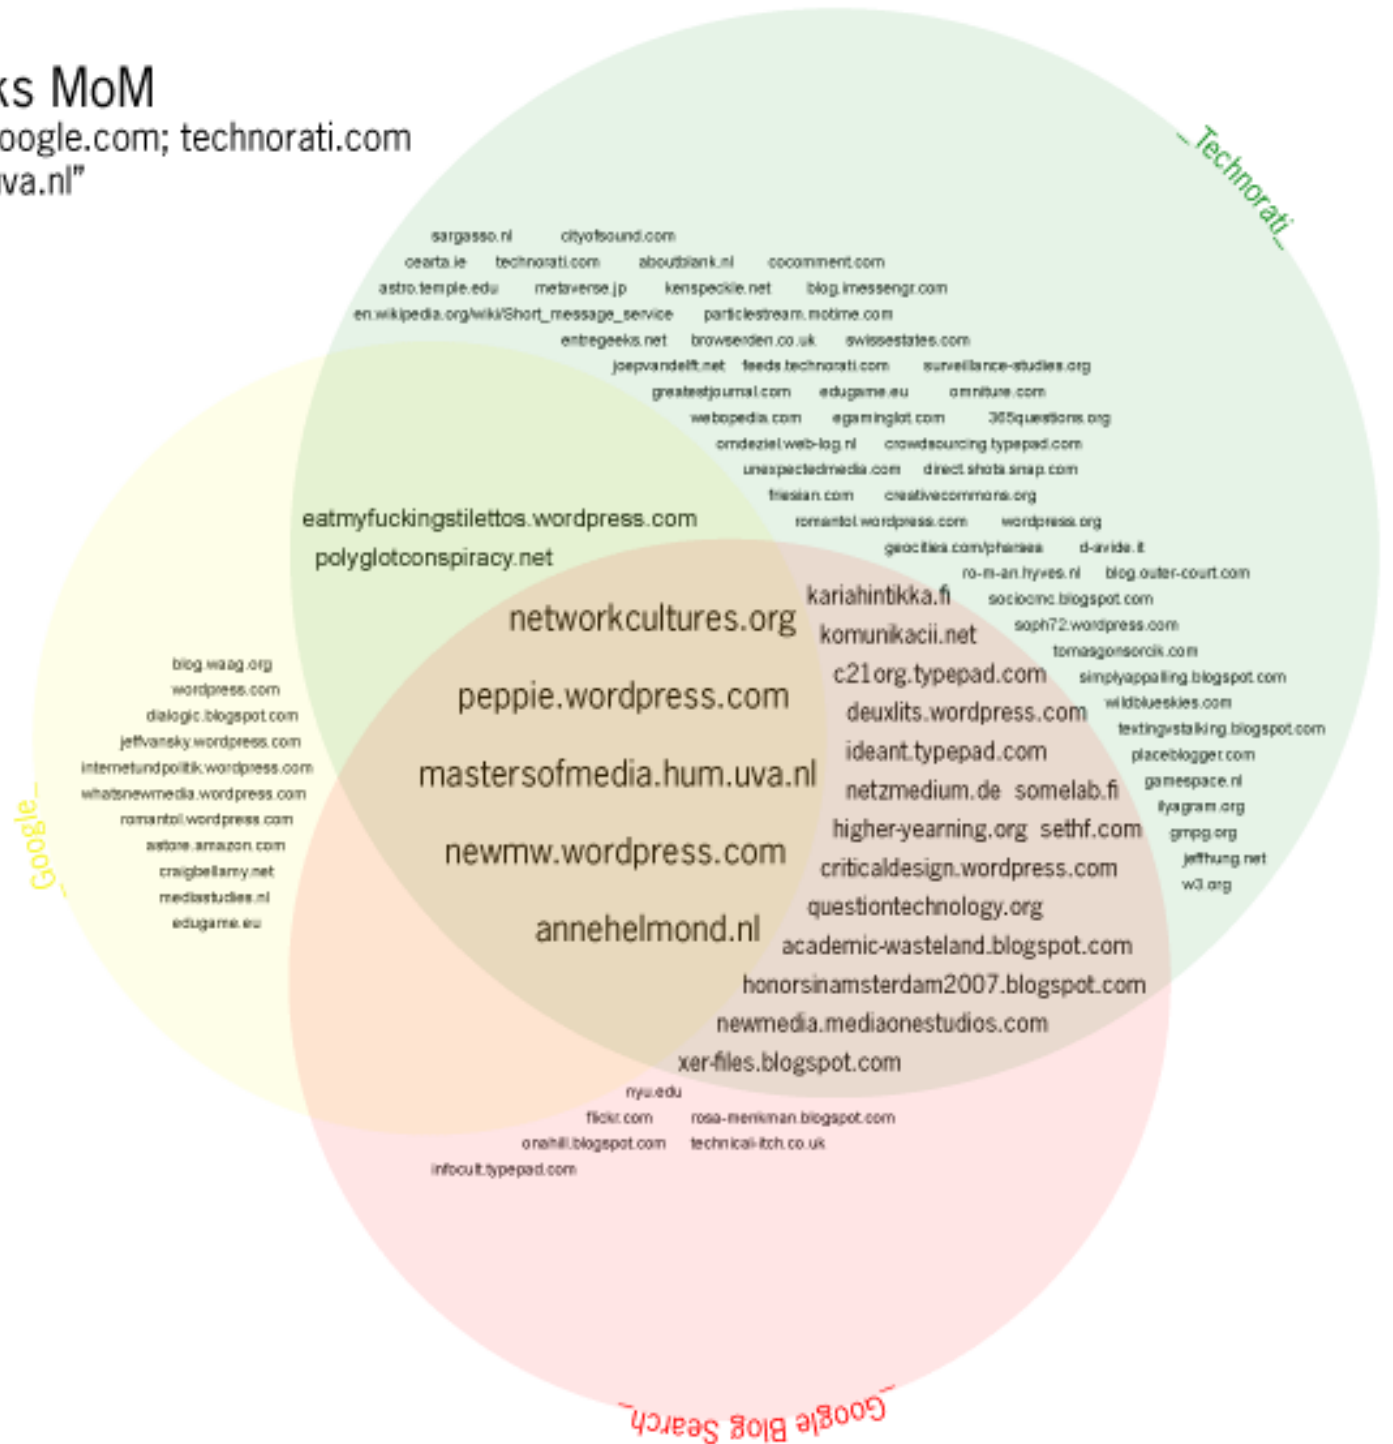 ks MoM
oogle.com; technorati.com
uva.nl”
_Technorati_
sargasso.nl cityofsound.com
cearta.ie technorati.com aboutblank.nl cocomment.com
astro.temple.edu metaverse.jp kenspeckle.net blog.imessengr.com
en.wikipedia.org/wiki/Short_message_service particlestream.motime.com
entregeeks.net browserden.co.uk swissestates.com
joepvandelft.net feeds.technorati.com surveillance-studies.org
greatestjournal.com edugame.eu omniture.com
webopedia.com egaminglot.com 365questions.org
omdeziel.web-log.nl crowdsourcing.typepad.com
unexpectedmedia.com direct.shots.snap.com
friesian.com creativecommons.org
romantol.wordpress.com wordpress.org
geocities.com/pharsea d-avide.it
ro-m-an.hyves.nl blog.outer-court.com
sociocmc.blogspot.com
soph72.wordpress.com
tomasgonsorcik.com
simplyappalling.blogspot.com
wildblueskies.com
textingvstalking.blogspot.com
placeblogger.com
gamespace.nl
ilyagram.org
gmpg.org
jeffhung.net
w3.org
eatmyfuckingstilettos.wordpress.com
polyglotconspiracy.net
networkcultures.org
peppie.wordpress.com
mastersofmedia.hum.uva.nl
newmw.wordpress.com
annehelmond.nl
kariahintikka.fi
komunikacii.net
c21org.typepad.com
deuxlits.wordpress.com
ideant.typepad.com
netzmedium.de somelab.fi
higher-yearning.org sethf.com
criticaldesign.wordpress.com
questiontechnology.org
academic-wasteland.blogspot.com
honorsinamsterdam2007.blogspot.com
newmedia.mediaonestudios.com
xer-files.blogspot.com
_Google_
blog.waag.org
wordpress.com
dialogic.blogspot.com
jeffvansky.wordpress.com
internetundpolitik.wordpress.com
whatsnewmedia.wordpress.com
romantol.wordpress.com
astore.amazon.com
craigbellamy.net
mediastudies.nl
edugame.eu
nyu.edu
flickr.com rosa-menkman.blogspot.com
onahill.blogspot.com technical-itch.co.uk
infocult.typepad.com
_Google Blog Search_